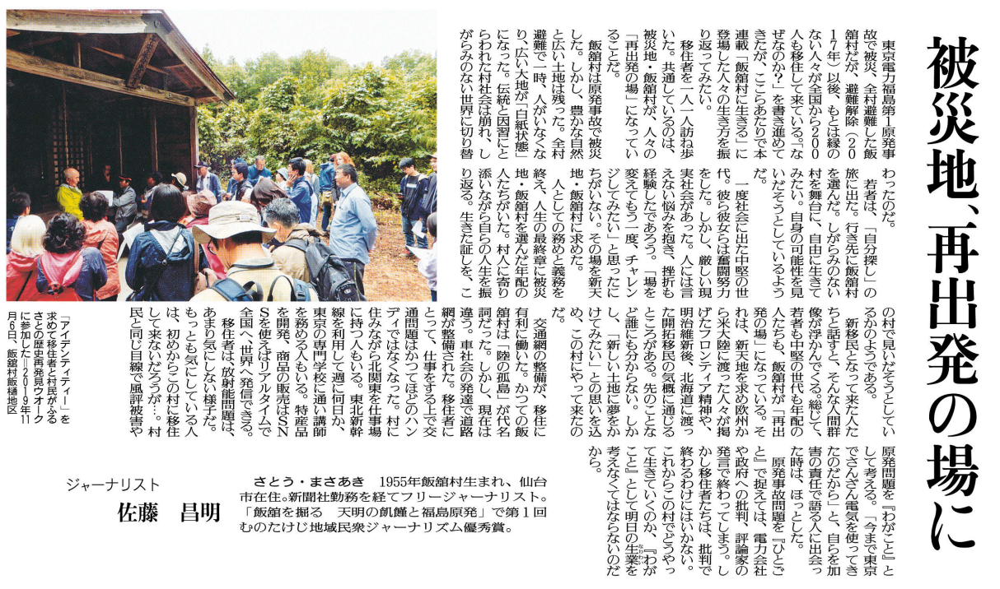 被災地、再出発の場に
東京電力福島第1原発事
故で被災、全村避難した飯
舘村だが、避難解除（20
17年）以後、もとは縁の
ない人々が全国から200
人も移住して来ている。「な
ぜなのか？」を書き進めて
きたが、ここらあたりで本
連載「飯舘村に生きる」に
登場した人々の生き方を振
り返ってみたい。
移住者を一人一人訪ね歩
いた。共通しているのは、
被災地・飯舘村が、人々の
「再出発の場」になってい
ることだ。
飯舘村は原発事故で被災
した。しかし、豊かな自然
と広い土地は残った。全村
避難で一時、人がいなくな
り、広い大地が「白紙状態」
になった。伝統と因習にと
らわれた村社会は崩れ、し
がらみのない世界に切り替
わったのだ。
若者は、「自分探し」の
旅に出た。行き先に飯舘村
を選んだ。しがらみのない
村を舞台に、自由に生きて
みたい。自身の可能性を見
いだそうとしているよう
だ。
一度社会に出た中堅の世
代。彼ら彼女らは奮闘努力
をした。しかし、厳しい現
実社会があった。人には言
えない悩みを抱き、挫折も
経験したであろう。「場を
変えてもう一度、チャレン
ジしてみたい」と思ったに
ちがいない。その場を新天
地・飯舘村に求めた。
人としての務めと義務を
終え、人生の最終章に被災
地・飯舘村を選んだ年配の
人たちがいた。村人に寄り
添いながら自らの人生を振
り返る。生きた証しを、こ
の村で見いだそうとしてい
るかのようである。
新移民となって来た人た
ちと話すと、そんな人間群
像が浮かんでくる。総じて、
若者も中堅の世代も年配の
人たちも、飯舘村が「再出
発の場」になっている。そ
れは、新天地を求め欧州か
ら米大陸に渡った人々が掲
げたフロンティア精神や、
明治維新後、北海道に渡っ
た開拓移民の気概に通じる
ところがある。先のことな
ど誰にも分からない。しか
し、「新しい土地に夢をか
けてみたい」との思いを込
め、この村にやって来たの
だ。
交通網の整備が、移住に
有利に働いた。かつての飯
舘村は「陸の孤島」が代名
詞だった。しかし、現在は
違う。車社会の発達で道路
網が整備された。移住者に
とって、仕事をする上で交
通問題はかつてほどのハン
ディではなくなった。村に
住みながら北関東を仕事場
に持つ人もいる。東北新幹
線を利用して週に何日か、
東京の専門学校に通い講師
を務める人もいる。特産品
を開発、商品の販売はSN
Sを使えばリアルタイムで
全国へ、世界へ発信できる。
移住者は、放射能問題は、
あまり気にしない様子だ。
もっとも気にしている人
は、初めからこの村に移住
して来ないだろうが…。村
民と同じ目線で風評被害や
原発問題を『わがこと』と
して考える。「今まで東京
でさんざん電気を使ってき
たのだから」と、自らを加
害の責任で語る人に出会っ
た時は、ほっとした。
原発事故問題を『ひとご
と』で捉えては、電力会社
や政府への批判、評論家の
発言で終わってしまう。し
かし移住者たちは、批判で
終わるわけにはいかない。
これからこの村でどうやっ
て生きていくのか、『わが
こと』として明日の生業（なりわい）を
考えなくてはならないのだ
から。
「アイデンティティー」を
求めて移住者と村民がふる
さとの歴史再発見ウオーク
に参加した＝2019年11
月6日、飯舘村飯樋地区
ジャーナリスト
佐藤　昌明
さとう・まさあき　1955年飯舘村生まれ、仙台
市在住。新聞社勤務を経てフリージャーナリスト。
「飯舘を掘る　天明の飢饉と福島原発」で第1回
むのたけじ地域民衆ジャーナリズム優秀賞。